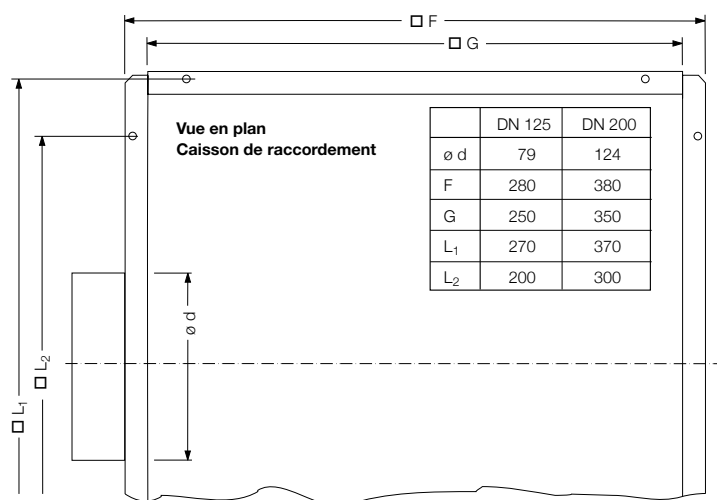 □ F
□ G
Vue en plan
Caisson de raccordement
DN 125 DN 200
ø d 79 124
F 280 380
G 250 350
L₁ 270 370
L₂ 200 300
ø d
□ L₂
□ L₁